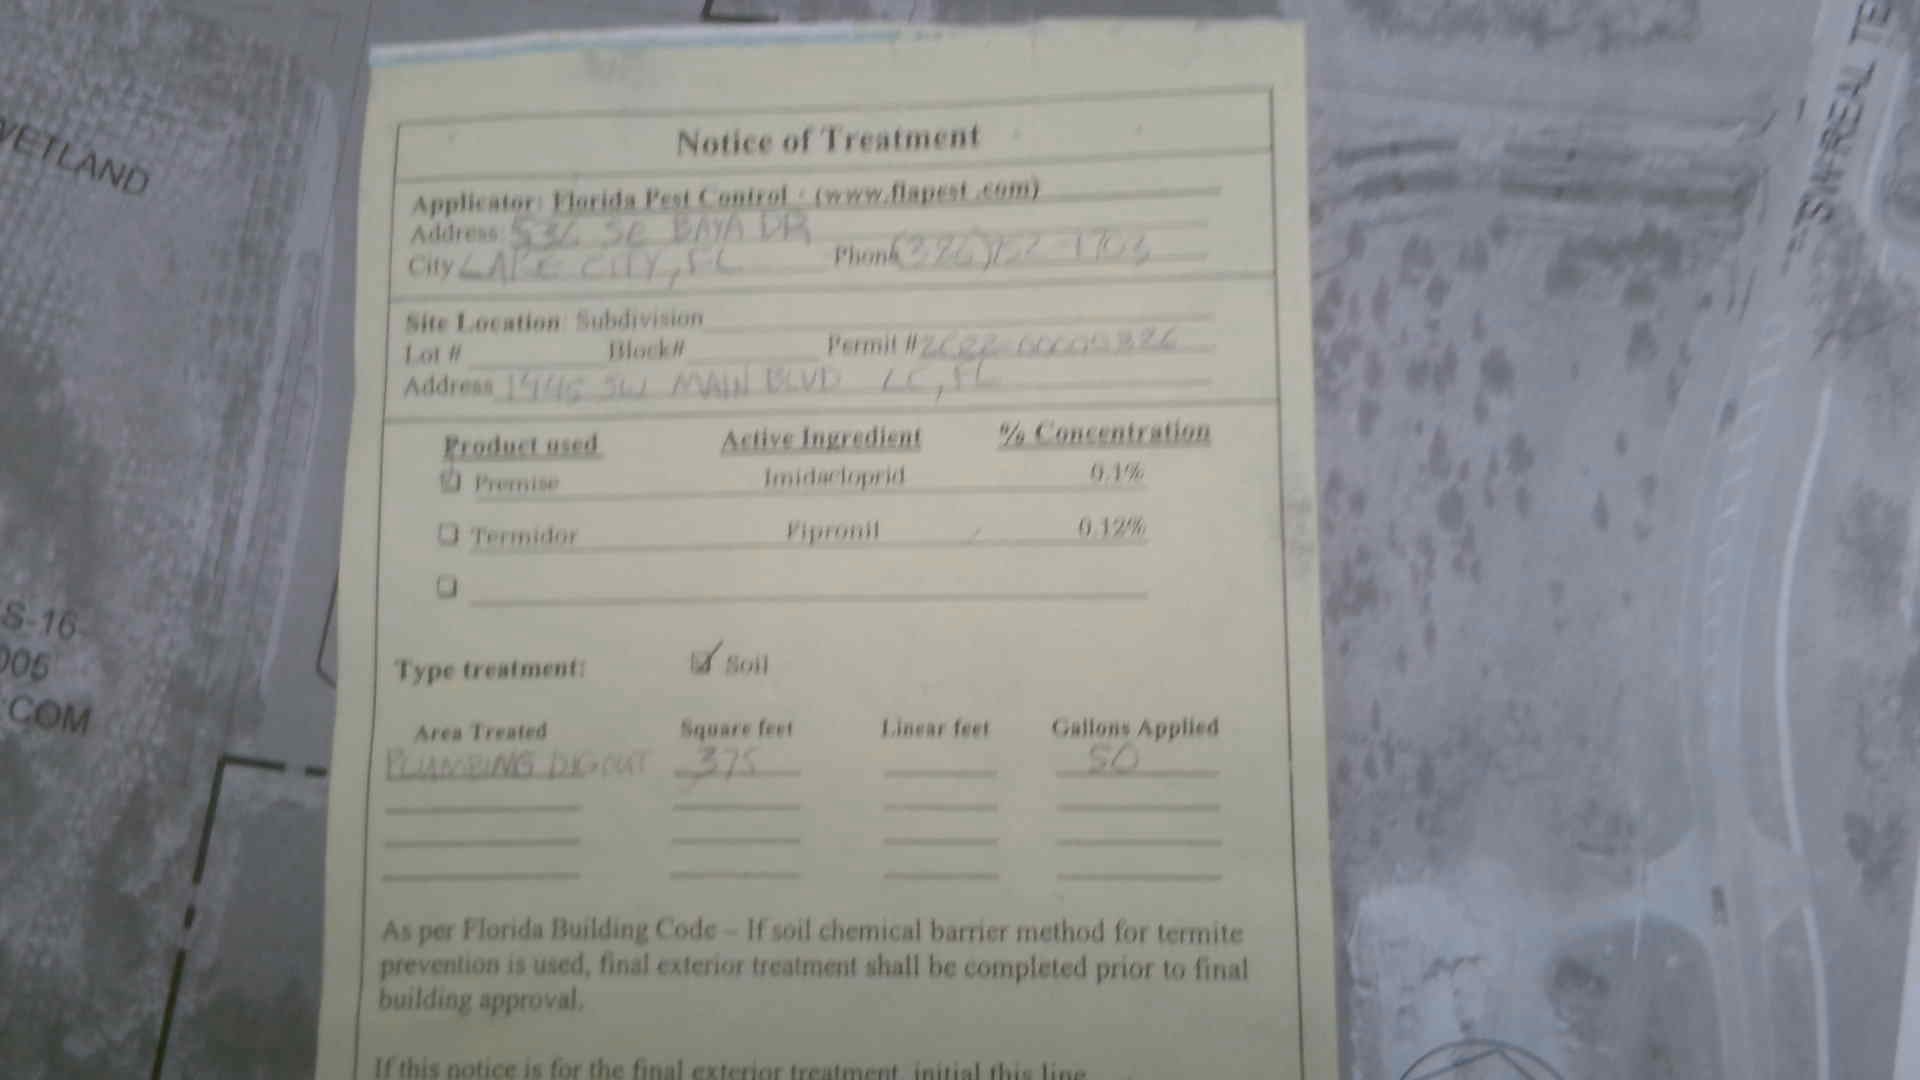 Notice of Treatment
Applicator: Florida Pest Control - (www.flapest.com)
Address 536 SE BAYA DR
City LAKE CITY, FL Phone (386)752-1703
Site Location: Subdivision
Lot # Block# Permit #
Address SW MAIN BLVD LC, FL
Product used Active Ingredient % Concentration
Premise Imidacloprid 0.1%
Termidor Fipronil 0.12%
Type treatment: Soil
Area Treated Square feet Linear feet Gallons Applied
PLUMBING DIGOUT 375 50
As per Florida Building Code – If soil chemical barrier method for termite
prevention is used, final exterior treatment shall be completed prior to final
building approval.
If this notice is for the final exterior treatment, initial this line
WETLAND
S-16
005
COM